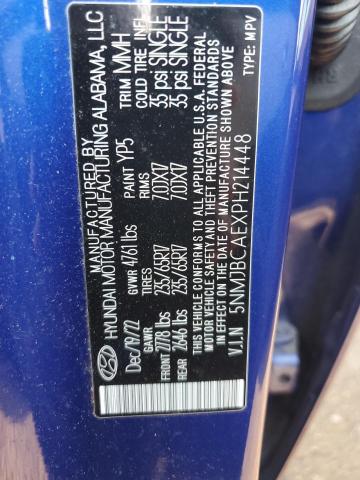 MANUFACTURED BY
HYUNDAI MOTOR MANUFACTURING ALABAMA, LLC
Dec/19/22 GVWR 4740 lbs PAINT YP5 TRIM MMH
GAWR TIRES RIMS COLD TIRE INF.
FRONT 2778 lbs 235/65R17 7.0JX17 35 psi SINGLE
REAR 2646 lbs 235/65R17 7.0JX17 35 psi SINGLE
THIS VEHICLE CONFORMS TO ALL APPLICABLE U.S.A. FEDERAL
MOTOR VEHICLE SAFETY, BUMPER, AND THEFT PREVENTION
STANDARDS IN EFFECT ON THE DATE OF MANUFACTURE SHOWN ABOVE
V.I.N 5NMJBCAEXPH214448 TYPE: MPV